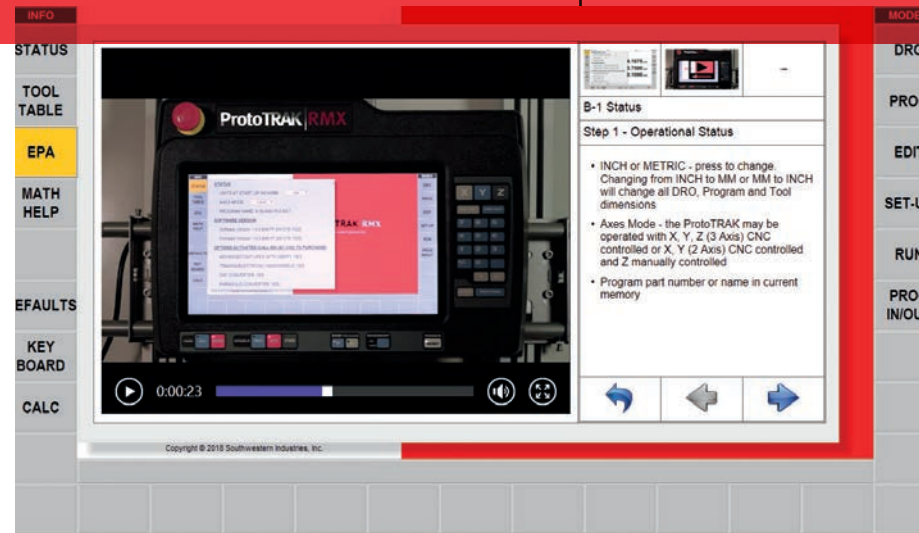 INFO
MODE
STATUS
TOOL
TABLE
EPA
MATH
HELP
EFAULTS
KEY
BOARD
CALC
ProtoTRAK RMX
0:00:23
B-1 Status
Step 1 - Operational Status
• INCH or METRIC - press to change.
Changing from INCH to MM or MM to INCH
will change all DRO, Program and Tool
dimensions
• Axes Mode - the ProtoTRAK may be
operated with X, Y, Z (3 Axis) CNC
controlled or X, Y (2 Axis) CNC controlled
and Z manually controlled
• Program part number or name in current
memory
DRO
PRO
EDIT
SET-U
RUN
PRO
IN/OU
Copyright © 2018 Southwestern Industries, Inc.